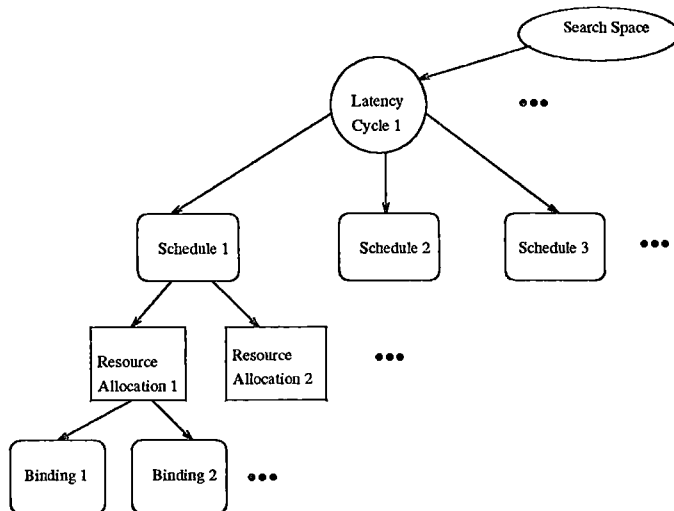 Search Space
Latency
Cycle 1
Schedule 1
Schedule 2
Schedule 3
Resource
Allocation 1
Resource
Allocation 2
Binding 1
Binding 2